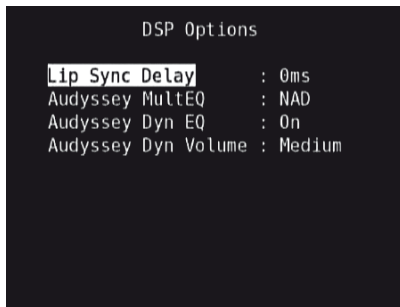 DSP Options
Lip Sync Delay : 0ms
Audyssey MultEQ : NAD
Audyssey Dyn EQ : On
Audyssey Dyn Volume : Medium